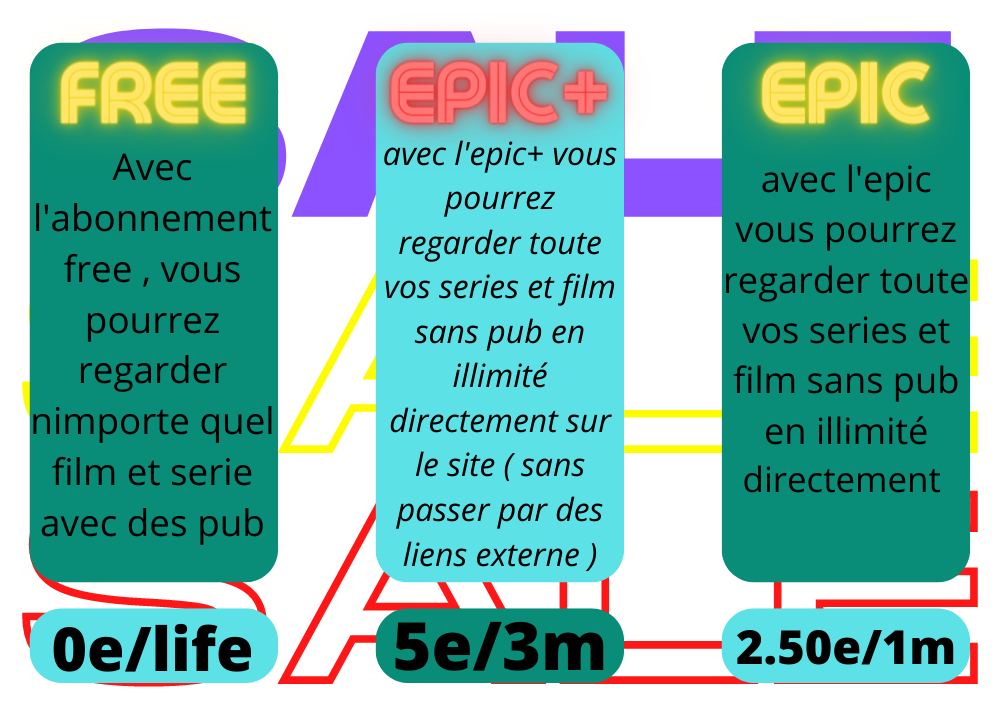 FREE
Avec
l'abonnement
free , vous
pourrez
regarder
nimporte quel
film et serie
avec des pub
0e/life
EPIC+
avec l'epic+ vous
pourrez
regarder toute
vos series et film
sans pub en
illimité
directement sur
le site ( sans
passer par des
liens externe )
5e/3m
EPIC
avec l'epic
vous pourrez
regarder toute
vos series et
film sans pub
en illimité
directement
2.50e/1m
SALE
SALE
SALE